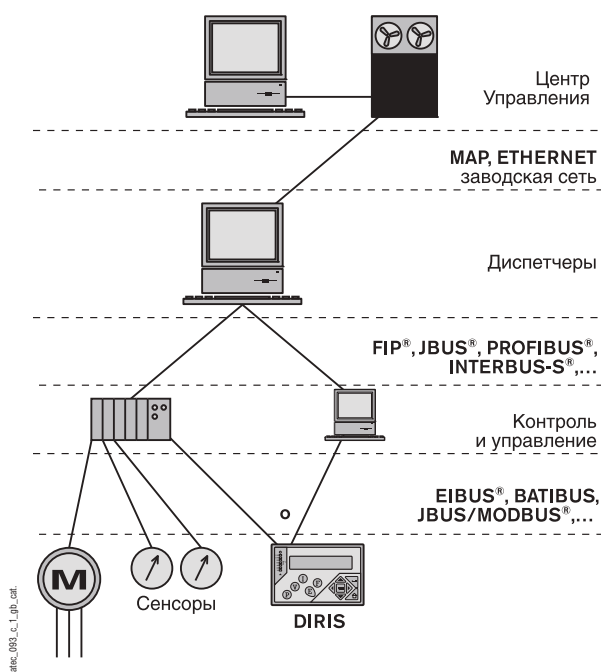 Центр
Управления
MAP, ETHERNET
заводская сеть
Диспетчеры
FIP®, JBUS®, PROFIBUS®,
INTERBUS-S®,...
Контроль
и управление
EIBUS®, BATIBUS,
JBUS/MODBUS®,...
M
Сенсоры
P V I F
P E F
DIRIS
atec_093_c_1_gb_cat.